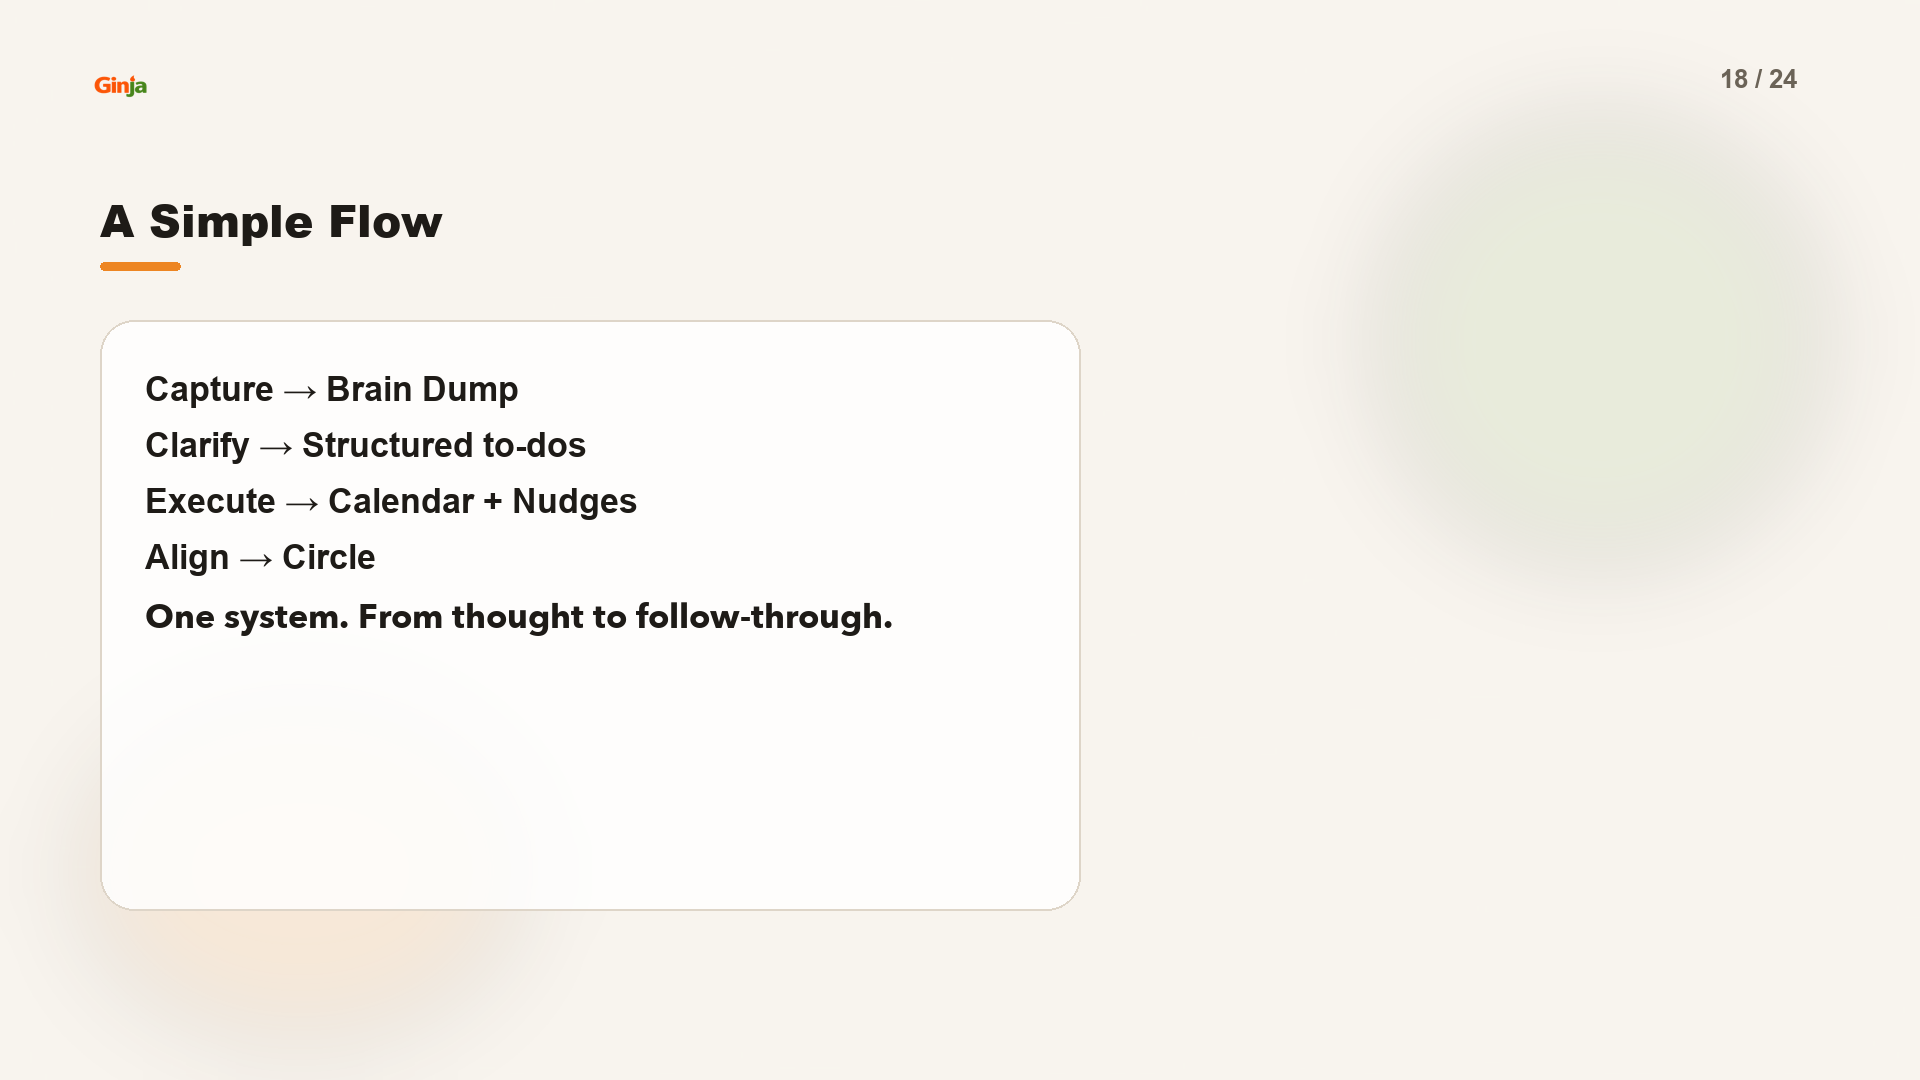 Ginja
18 / 24
A Simple Flow
Capture → Brain Dump
Clarify → Structured to-dos
Execute → Calendar + Nudges
Align → Circle
One system. From thought to follow-through.